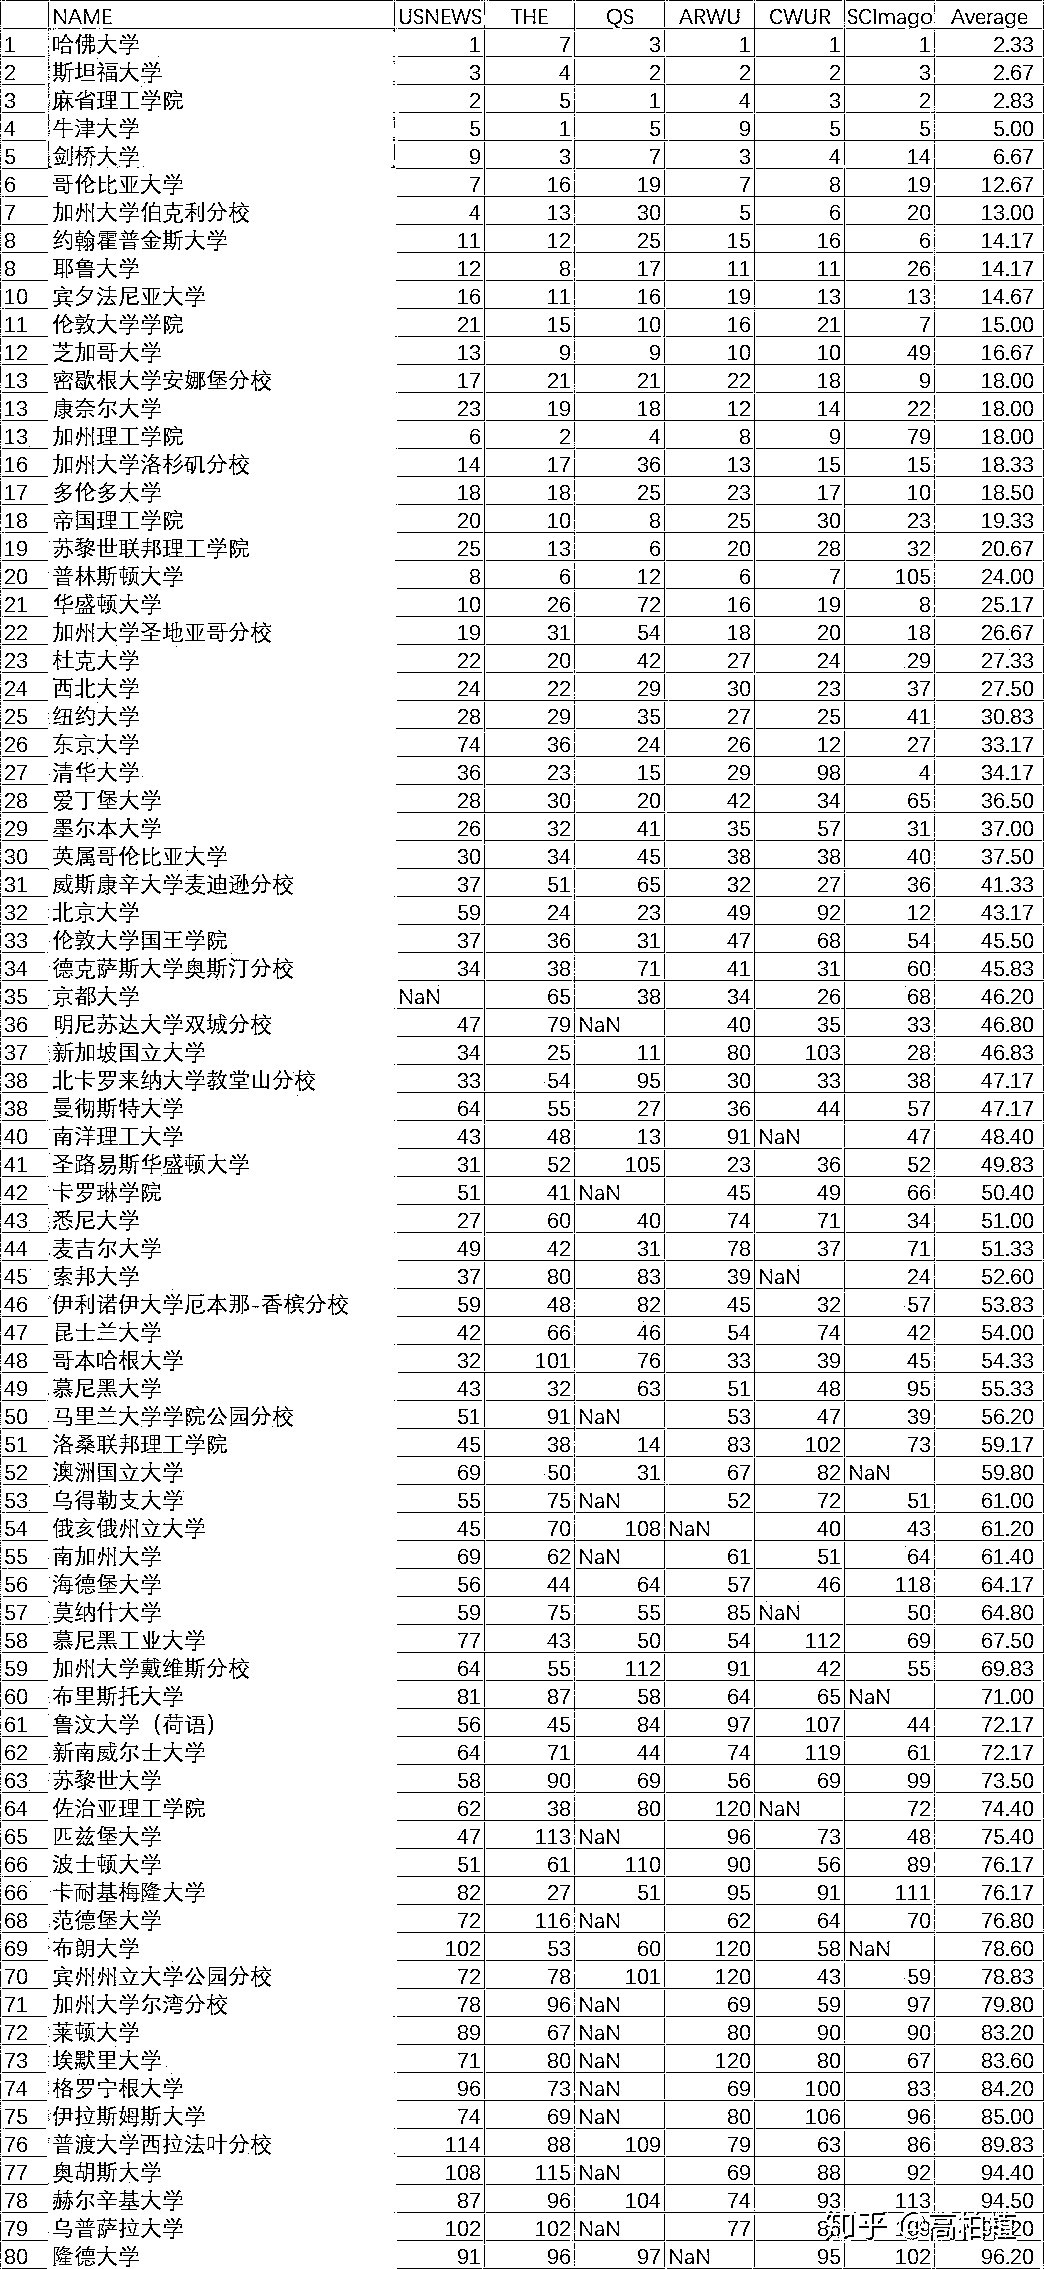 NAME USNEWS THE QS ARWU CWUR SCImago Average
1 哈佛大学 1 7 3 1 1 1 2.33
2 斯坦福大学 3 4 2 2 2 3 2.67
3 麻省理工学院 2 5 1 4 3 2 2.83
4 牛津大学 5 1 5 9 5 5 5.00
5 剑桥大学 9 3 7 3 4 14 6.67
6 哥伦比亚大学 7 16 19 7 8 19 12.67
7 加州大学伯克利分校 4 13 30 5 6 20 13.00
8 约翰霍普金斯大学 11 12 25 15 16 6 14.17
8 耶鲁大学 12 8 17 11 11 26 14.17
10 宾夕法尼亚大学 16 11 16 19 13 13 14.67
11 伦敦大学学院 21 15 10 16 21 7 15.00
12 芝加哥大学 13 9 9 10 10 49 16.67
13 密歇根大学安娜堡分校 17 21 21 22 18 9 18.00
13 康奈尔大学 23 19 18 12 14 22 18.00
13 加州理工学院 6 2 4 8 9 79 18.00
16 加州大学洛杉矶分校 14 17 36 13 15 15 18.33
17 多伦多大学 18 18 25 23 17 10 18.50
18 帝国理工学院 20 10 8 25 30 23 19.33
19 苏黎世联邦理工学院 25 13 6 20 28 32 20.67
20 普林斯顿大学 8 6 12 6 7 105 24.00
21 华盛顿大学 10 26 72 16 19 8 25.17
22 加州大学圣地亚哥分校 19 31 54 18 20 18 26.67
23 杜克大学 22 20 42 27 24 29 27.33
24 西北大学 24 22 29 30 23 37 27.50
25 纽约大学 28 29 35 27 25 41 30.83
26 东京大学 74 36 24 26 12 27 33.17
27 清华大学 36 23 15 29 98 4 34.17
28 爱丁堡大学 28 30 20 42 34 65 36.50
29 墨尔本大学 26 32 41 35 57 31 37.00
30 英属哥伦比亚大学 30 34 45 38 38 40 37.50
31 威斯康辛大学麦迪逊分校 37 51 65 32 27 36 41.33
32 北京大学 59 24 23 49 92 12 43.17
33 伦敦大学国王学院 37 36 31 47 68 54 45.50
34 德克萨斯大学奥斯汀分校 34 38 71 41 31 60 45.83
35 京都大学 NaN 65 38 34 26 68 46.20
36 明尼苏达大学双城分校 47 79 NaN 40 35 33 46.80
37 新加坡国立大学 34 25 11 80 103 28 46.83
38 北卡罗来纳大学教堂山分校 33 54 95 30 33 38 47.17
38 曼彻斯特大学 64 55 27 36 44 57 47.17
40 南洋理工大学 43 48 13 91 NaN 47 48.40
41 圣路易斯华盛顿大学 31 52 105 23 36 52 49.83
42 卡罗琳学院 51 41 NaN 45 49 66 50.40
43 悉尼大学 27 60 40 74 71 34 51.00
44 麦吉尔大学 49 42 31 78 37 71 51.33
45 索邦大学 37 80 83 39 NaN 24 52.60
46 伊利诺伊大学厄本那-香槟分校 59 48 82 45 32 57 53.83
47 昆士兰大学 42 66 46 54 74 42 54.00
48 哥本哈根大学 32 101 76 33 39 45 54.33
49 慕尼黑大学 43 32 63 51 48 95 55.33
50 马里兰大学学院公园分校 51 91 NaN 53 47 39 56.20
51 洛桑联邦理工学院 45 38 14 83 102 73 59.17
52 澳洲国立大学 69 50 31 67 82 NaN 59.80
53 乌得勒支大学 55 75 NaN 52 72 51 61.00
54 俄亥俄州立大学 45 70 108 NaN 40 43 61.20
55 南加州大学 69 62 NaN 61 51 64 61.40
56 海德堡大学 56 44 64 57 46 118 64.17
57 莫纳什大学 59 75 55 85 NaN 50 64.80
58 慕尼黑工业大学 77 43 50 54 112 69 67.50
59 加州大学戴维斯分校 64 55 112 91 42 55 69.83
60 布里斯托大学 81 87 58 64 65 NaN 71.00
61 鲁汶大学（荷语） 56 45 84 97 107 44 72.17
62 新南威尔士大学 64 71 44 74 119 61 72.17
63 苏黎世大学 58 90 69 56 69 99 73.50
64 佐治亚理工学院 62 38 80 120 NaN 72 74.40
65 匹兹堡大学 47 113 NaN 96 73 48 75.40
66 波士顿大学 51 61 110 90 56 89 76.17
66 卡耐基梅隆大学 82 27 51 95 91 111 76.17
68 范德堡大学 72 116 NaN 62 64 70 76.80
69 布朗大学 102 53 60 120 58 NaN 78.60
70 宾州州立大学公园分校 72 78 101 120 43 59 78.83
71 加州大学尔湾分校 78 96 NaN 69 59 97 79.80
72 莱顿大学 89 67 NaN 80 90 90 83.20
73 埃默里大学 71 80 NaN 120 80 67 83.60
74 格罗宁根大学 96 73 NaN 69 100 83 84.20
75 伊拉斯姆斯大学 74 69 NaN 80 106 96 85.00
76 普渡大学西拉法叶分校 114 88 109 79 63 86 89.83
77 奥胡斯大学 108 115 NaN 69 88 92 94.40
78 赫尔辛基大学 87 96 104 74 93 113 94.50
79 乌普萨拉大学 102 102 NaN 77
知乎 @高柏植
80 隆德大学 91 96 97 NaN 95 102 96.20